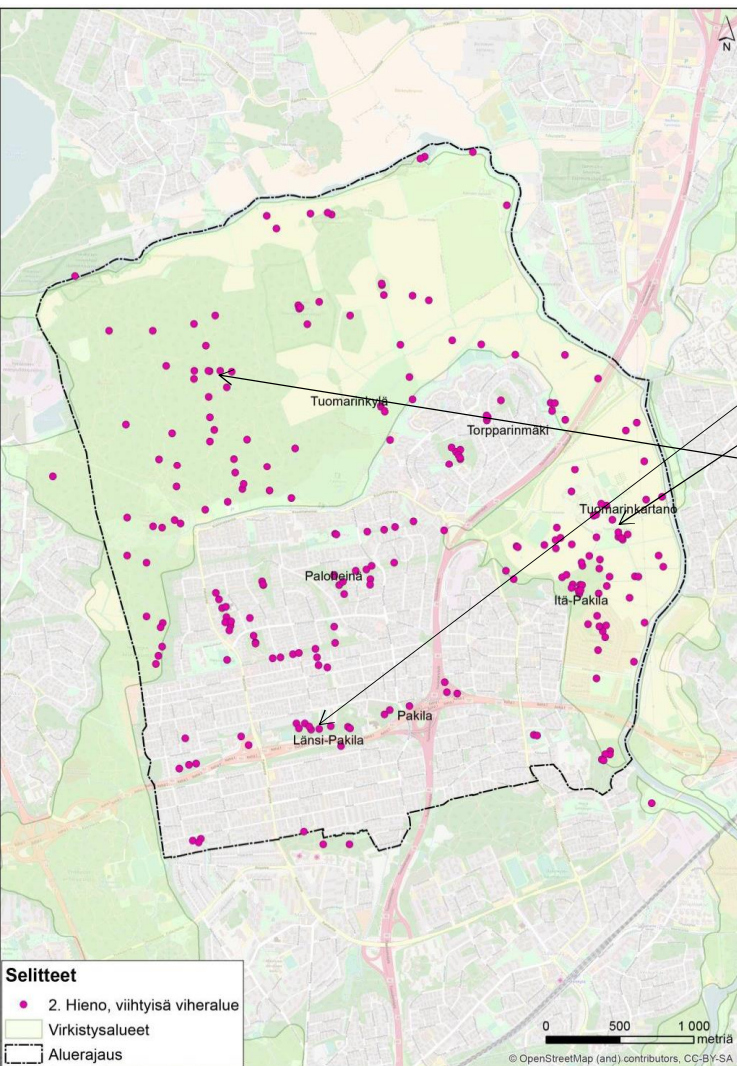 N
Tuomarinkylä
Torpparinmäki
Tuomarinkartano
Paloheinä
Itä-Pakila
Pakila
Länsi-Pakila
Selitteet
2. Hieno, viihtyisä viheralue
Virkistysalueet
Aluerajaus
0 500 1 000
metriä
© OpenStreetMap (and) contributors, CC-BY-SA